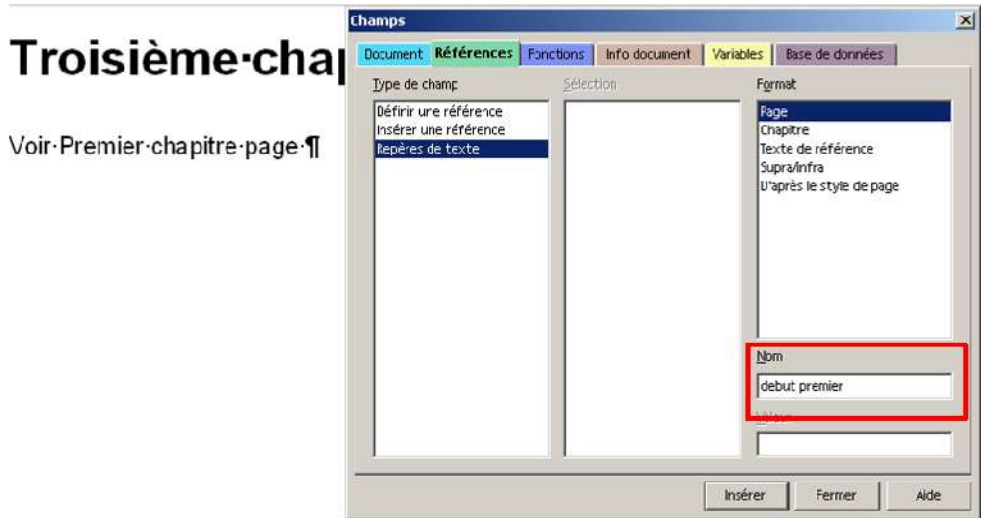 Troisième·chap
Voir·Premier·chapitre·page·¶
Champs
Document Références Fonctions Info document Variables Base de données
Type de champ
Définir une référence
Insérer une référence
Repères de texte
Sélection
Format
Page
Chapitre
Texte de référence
Supra/infra
D'après le style de page
Nom
debut premier
Valeur
Insérer Fermer Aide